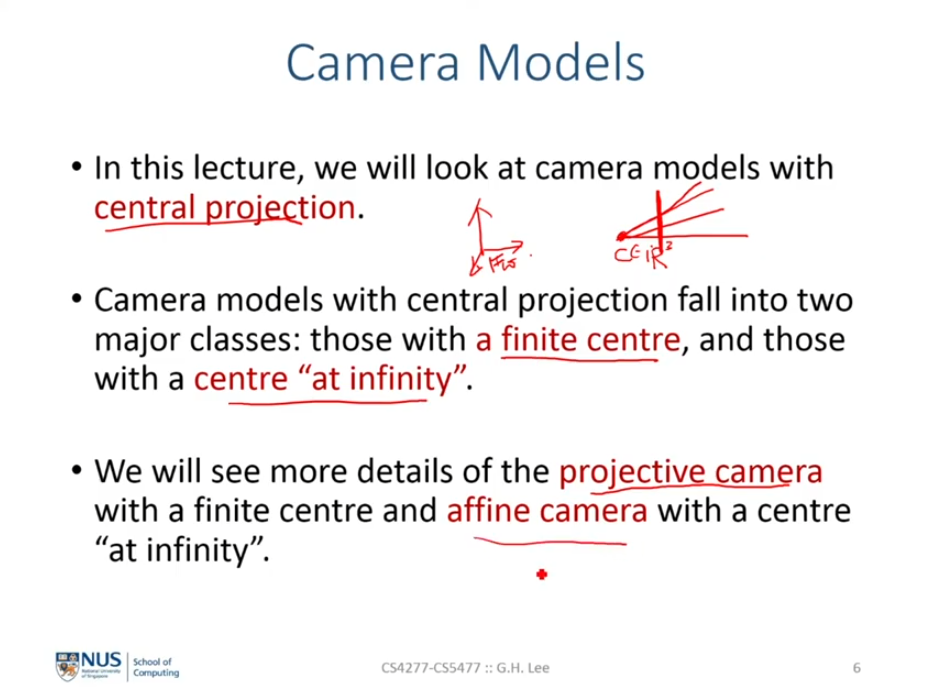 Camera Models
• In this lecture, we will look at camera models with
central projection.
C ∈ ℝ³
• Camera models with central projection fall into two
major classes: those with a finite centre, and those
with a centre “at infinity”.
• We will see more details of the projective camera
with a finite centre and affine camera with a centre
“at infinity”.
NUS
National University
of Singapore
School of
Computing
CS4277-CS5477 :: G.H. Lee
6